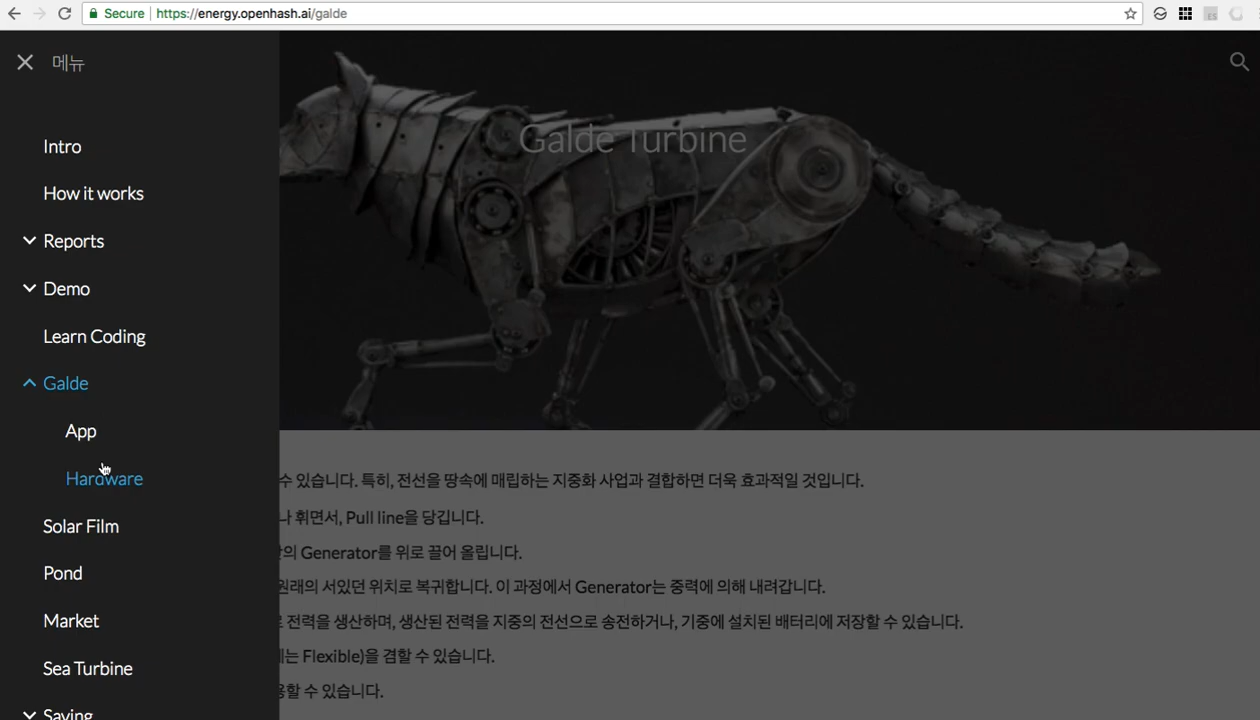 Secure https://energy.openhash.ai/galde
ES
메뉴
Galde Turbine
Intro
How it works
Reports
Demo
Learn Coding
Galde
App
Hardware
Solar Film
Pond
Market
Sea Turbine
Saving
수 있습니다. 특히, 전선을 땅속에 매립하는 지중화 사업과 결합하면 더욱 효과적일 것입니다.
휘면서, Pull line을 당깁니다.
Generator를 위로 끌어 올립니다.
원래의 서있던 위치로 복귀합니다. 이 과정에서 Generator는 중력에 의해 내려갑니다.
전력을 생산하며, 생산된 전력을 지중의 전선으로 송전하거나, 기중에 설치된 배터리에 저장할 수 있습니다.
Flexible)을 겸할 수 있습니다.
수 있습니다.